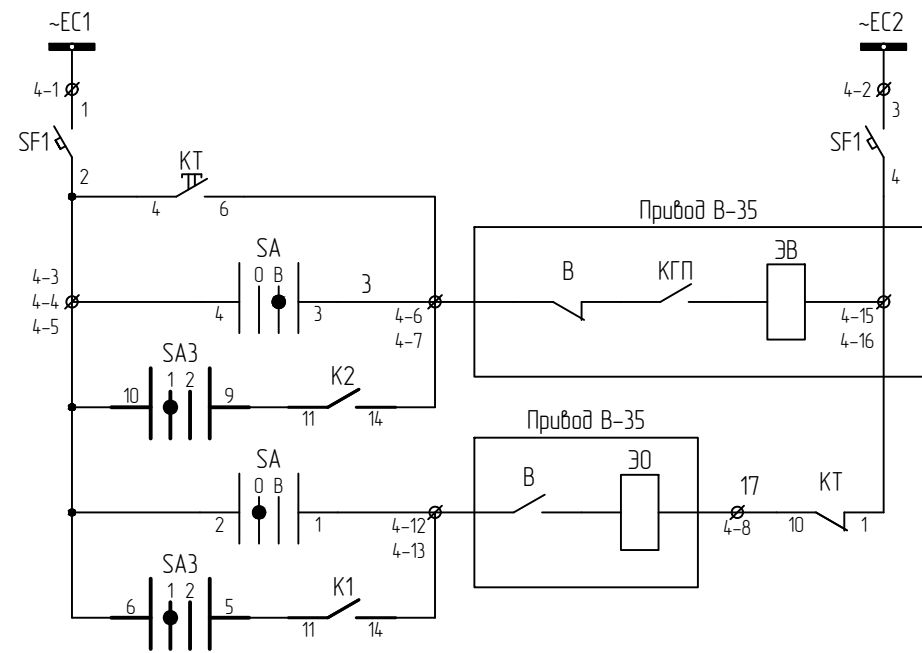 ~ЕС1
~ЕС2
4-1
1
4-2
3
SF1
SF1
2
4
КТ
4
6
Привод В-35
SA
О В
4
3
3
4-3
4-4
4-5
4-6
4-7
В
КГП
ЭВ
4-15
4-16
SA3
1 2
10
9
К2
11
14
Привод В-35
SA
О В
2
1
4-12
4-13
В
ЭО
17
4-8
КТ
10
1
SA3
1 2
6
5
К1
11
14